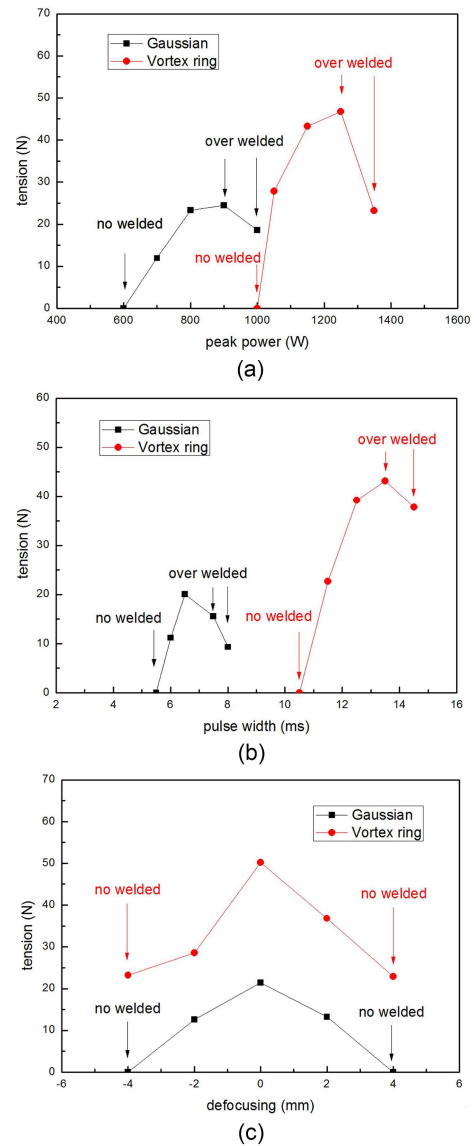 70
60
50
40
30
20
10
0
tension (N)
Gaussian
Vortex ring
over welded
over welded
no welded
no welded
400 600 800 1000 1200 1400 1600
peak power (W)
(a)
60
50
40
30
20
10
0
tension (N)
Gaussian
Vortex ring
over welded
over welded
no welded
no welded
2 4 6 8 10 12 14 16
pulse width (ms)
(b)
70
60
50
40
30
20
10
0
tension (N)
Gaussian
Vortex ring
no welded
no welded
no welded
no welded
-6 -4 -2 0 2 4 6
defocusing (mm)
(c)